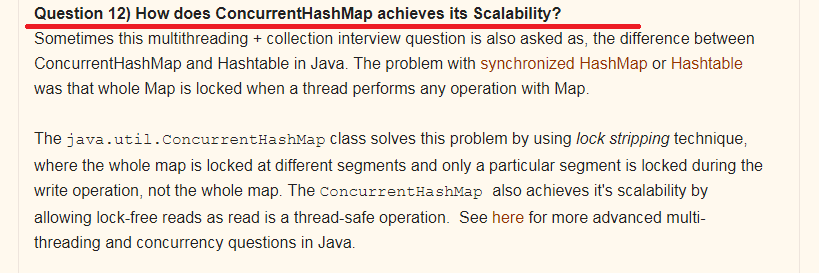 Question 12) How does ConcurrentHashMap achieves its Scalability?
Sometimes this multithreading + collection interview question is also asked as, the difference between
ConcurrentHashMap and Hashtable in Java. The problem with synchronized HashMap or Hashtable
was that whole Map is locked when a thread performs any operation with Map.
The java.util.ConcurrentHashMap class solves this problem by using lock stripping technique,
where the whole map is locked at different segments and only a particular segment is locked during the
write operation, not the whole map. The ConcurrentHashMap also achieves it's scalability by
allowing lock-free reads as read is a thread-safe operation. See here for more advanced multi-
threading and concurrency questions in Java.